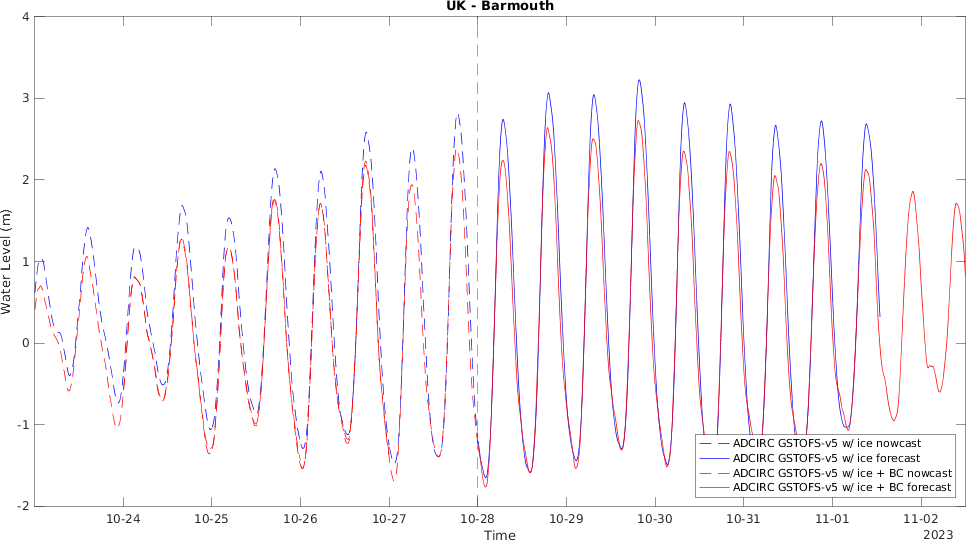 UK - Barmouth
4
3
2
1
0
-1
-2
Water Level (m)
ADCIRC GSTOFS-v5 w/ ice nowcast
ADCIRC GSTOFS-v5 w/ ice forecast
ADCIRC GSTOFS-v5 w/ ice + BC nowcast
ADCIRC GSTOFS-v5 w/ ice + BC forecast
10-24 10-25 10-26 10-27 10-28 10-29 10-30 10-31 11-01 11-02
Time 2023